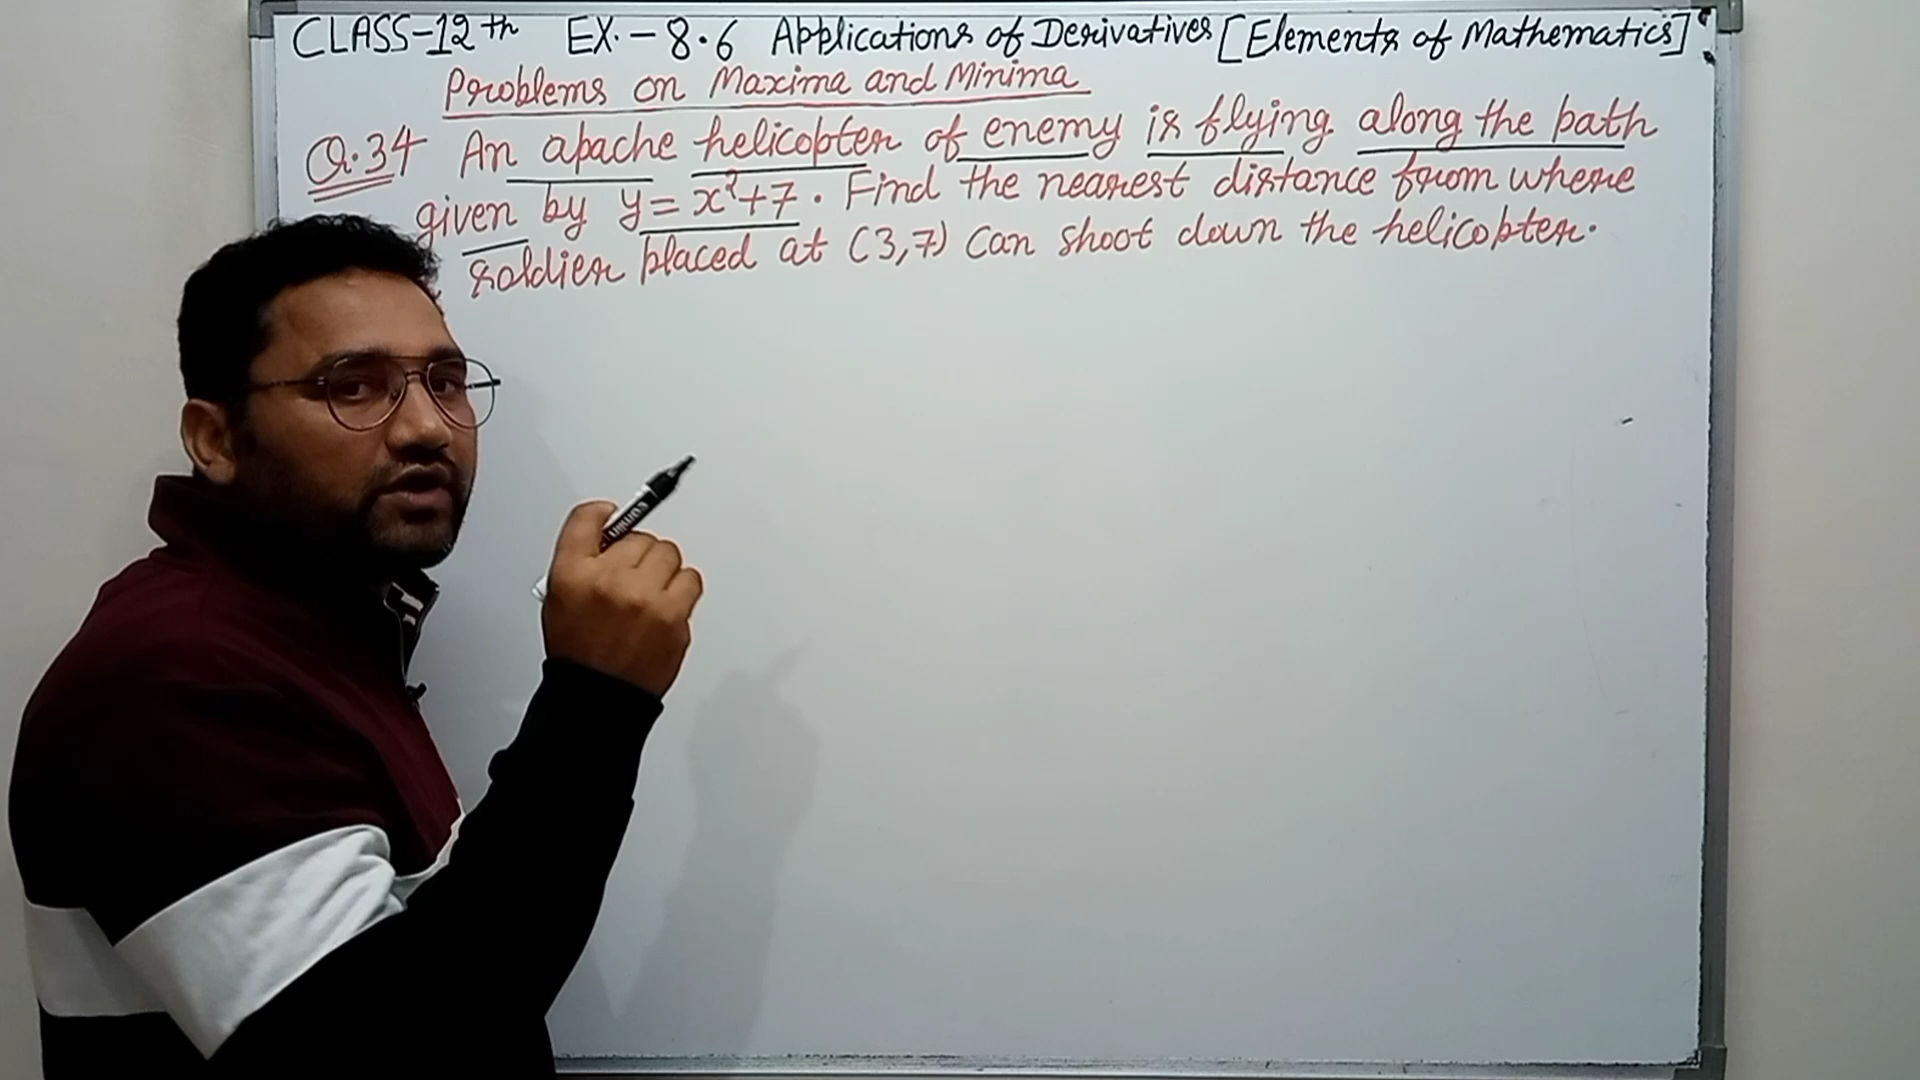 CLASS-12th EX.-8.6 Applications of Derivatives [Elements of Mathematics]
Problems on Maxima and Minima
Q.34 An apache helicopter of enemy is flying along the path
given by y = x²+7. Find the nearest distance from where
soldier placed at (3,7) can shoot down the helicopter.
camlin